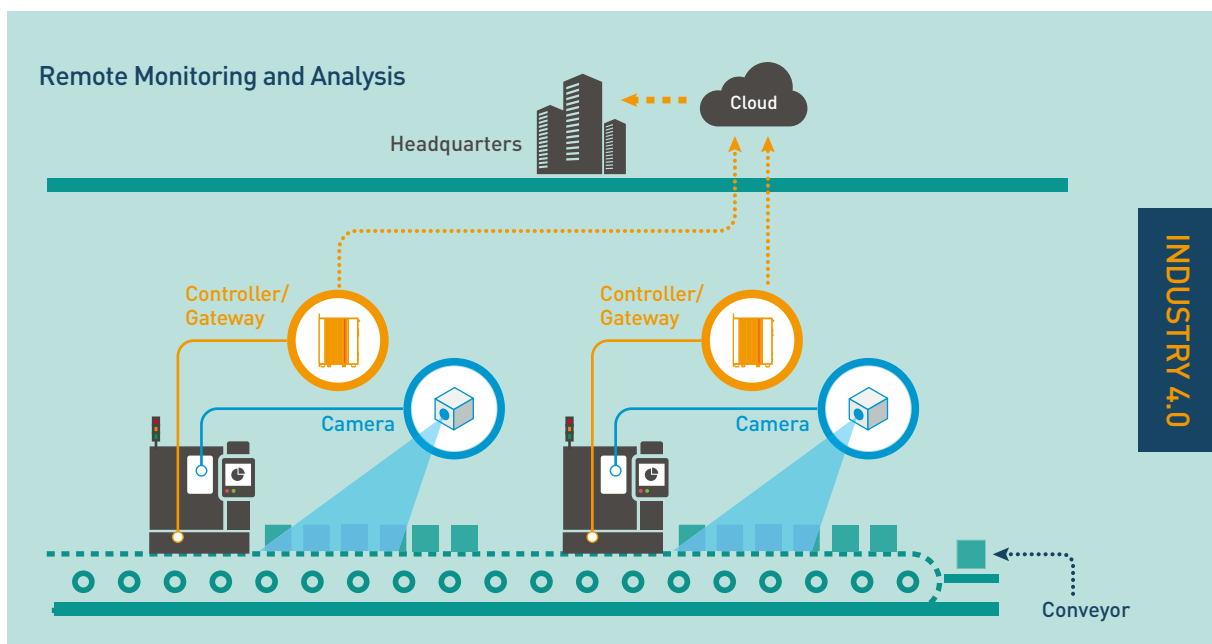 Remote Monitoring and Analysis
Cloud
Headquarters
INDUSTRY 4.0
Controller/
Gateway
Controller/
Gateway
Camera
Camera
Conveyor